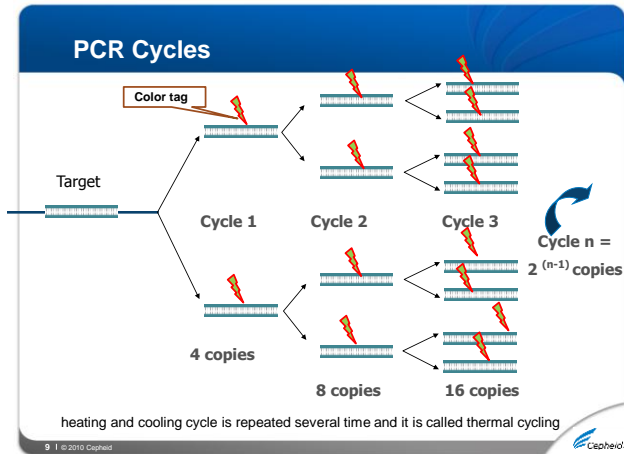 PCR Cycles
Color tag
Target
Cycle 1
Cycle 2
Cycle 3
Cycle n =
2 (n-1) copies
4 copies
8 copies
16 copies
heating and cooling cycle is repeated several time and it is called thermal cycling
9 | © 2010 Cepheid
Cepheid